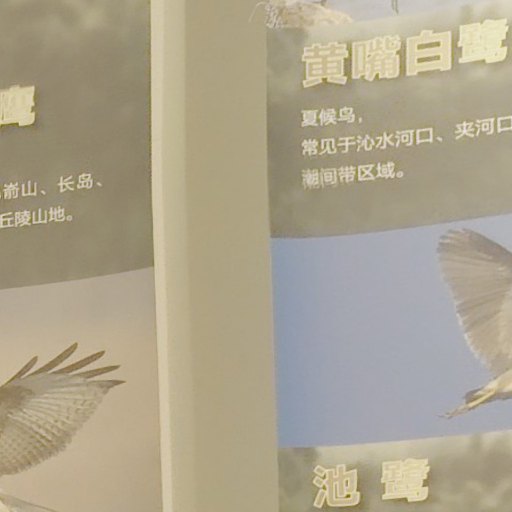 鹰
嵛山、长岛、
丘陵山地。
黄嘴白鹭
夏候鸟，
常见于沁水河口、夹河口
潮间带区域。
池鹭